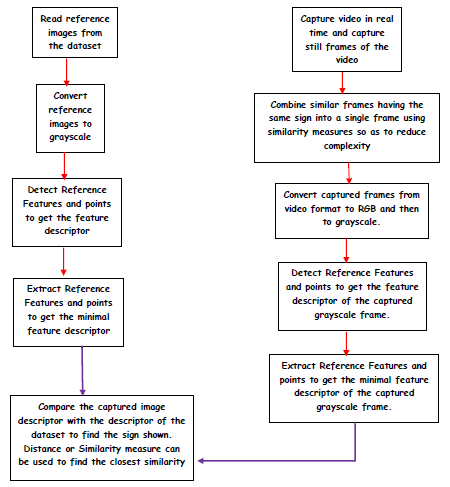 Read reference
images from
the dataset
Convert
reference
images to
grayscale
Detect Reference
Features and points
to get the feature
descriptor
Extract Reference
Features and points
to get the minimal
feature descriptor
Compare the captured image
descriptor with the descriptor of the
dataset to find the sign shown.
Distance or Similarity measure can
be used to find the closest similarity
Capture video in real
time and capture
still frames of the
video
Combine similar frames having the
same sign into a single frame using
similarity measures so as to reduce
complexity
Convert captured frames from
video format to RGB and then
to grayscale.
Detect Reference Features
and points to get the feature
descriptor of the captured
grayscale frame.
Extract Reference Features and
points to get the minimal feature
descriptor of the captured
grayscale frame.